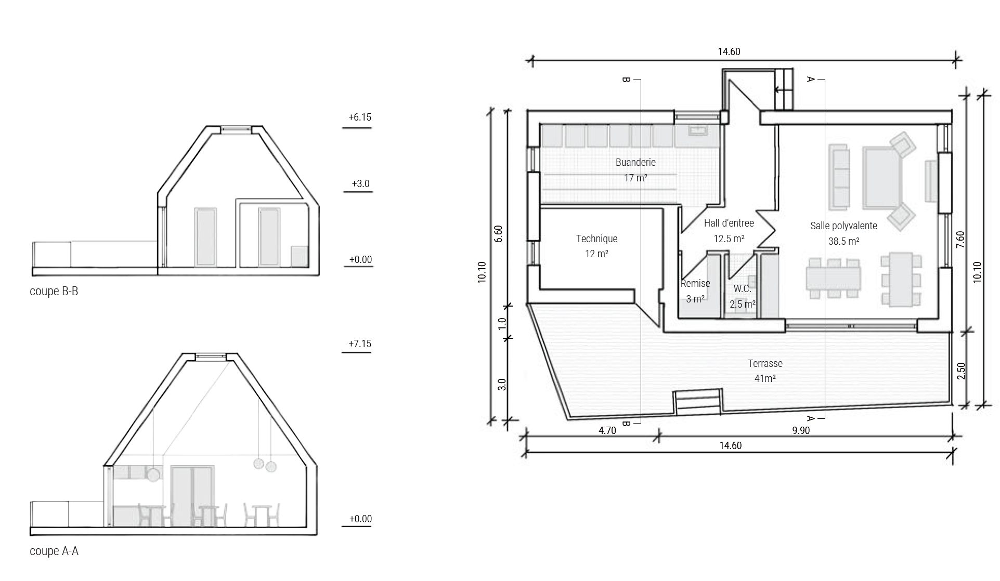 +6.15
+3.0
+0.00
coupe B-B
+7.15
+0.00
coupe A-A
14.60
B
A
Buanderie
17 m²
Hall d'entree
12.5 m²
Salle polyvalente
38.5 m²
Technique
12 m²
Remise
3 m²
W.C.
2.5 m²
Terrasse
41m²
10.10
6.60
1.0
3.0
7.60
10.10
2.50
A
B
4.70
9.90
14.60